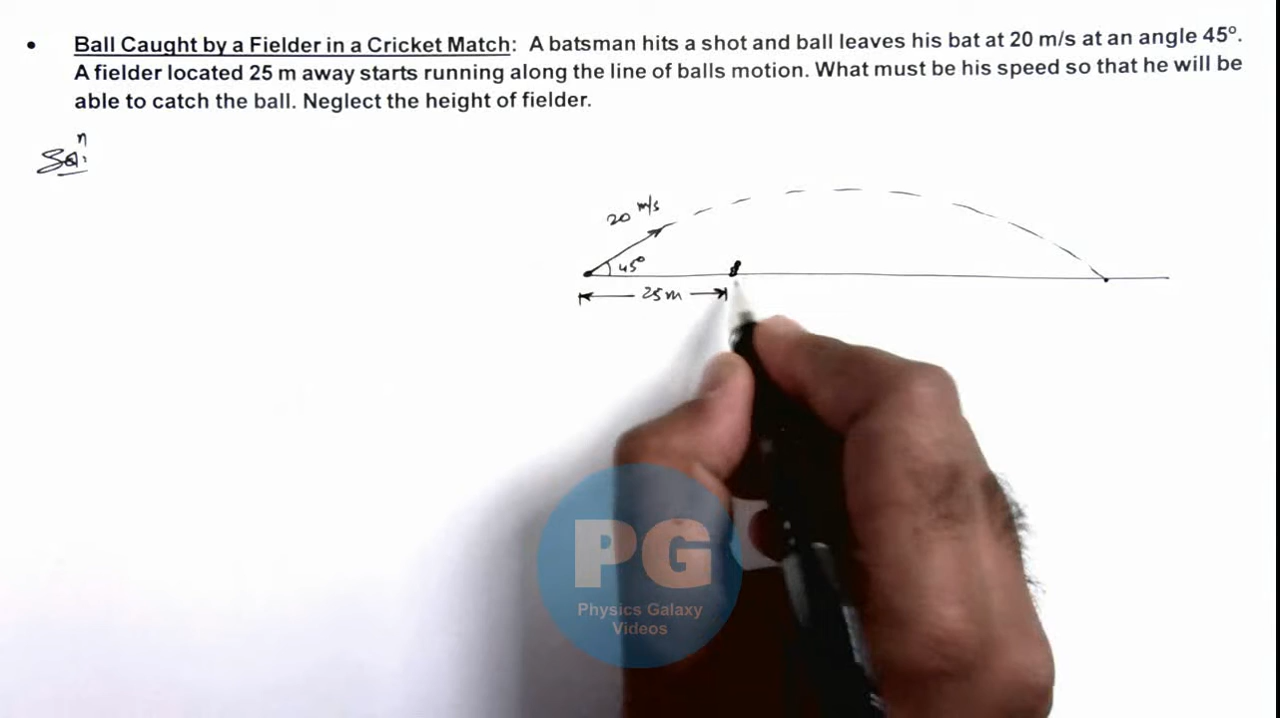 • Ball Caught by a Fielder in a Cricket Match: A batsman hits a shot and ball leaves his bat at 20 m/s at an angle 45°.
A fielder located 25 m away starts running along the line of balls motion. What must be his speed so that he will be
able to catch the ball. Neglect the height of fielder.
Solⁿ:
20 m/s
45°
25m
PG
Physics Galaxy
Videos